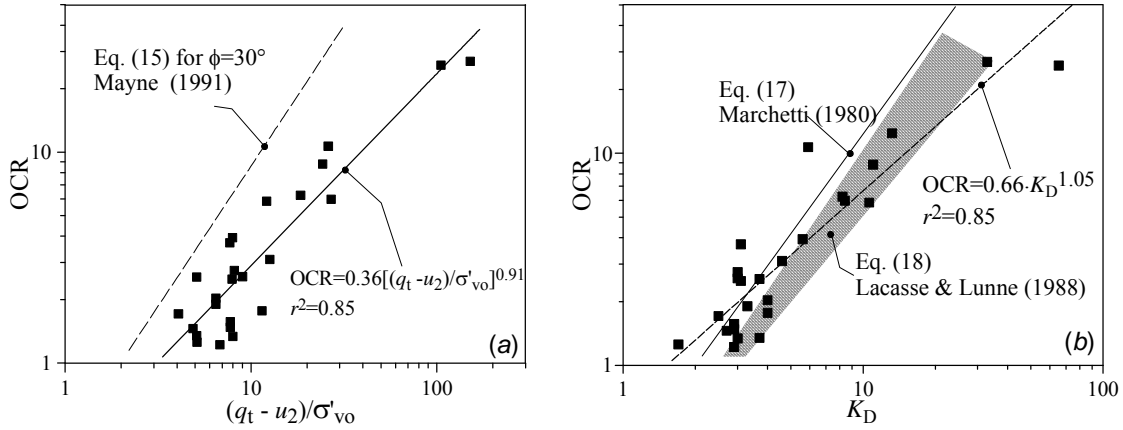 Eq. (15) for ϕ=30°
Mayne (1991)
10
OCR
OCR=0.36[(qt -u2)/σ'vo]^0.91
r²=0.85
1
(a)
1
10
100
(qt - u2)/σ'vo
Eq. (17)
Marchetti (1980)
10
OCR
OCR=0.66·KD^1.05
r²=0.85
Eq. (18)
Lacasse & Lunne (1988)
1
(b)
1
10
100
KD